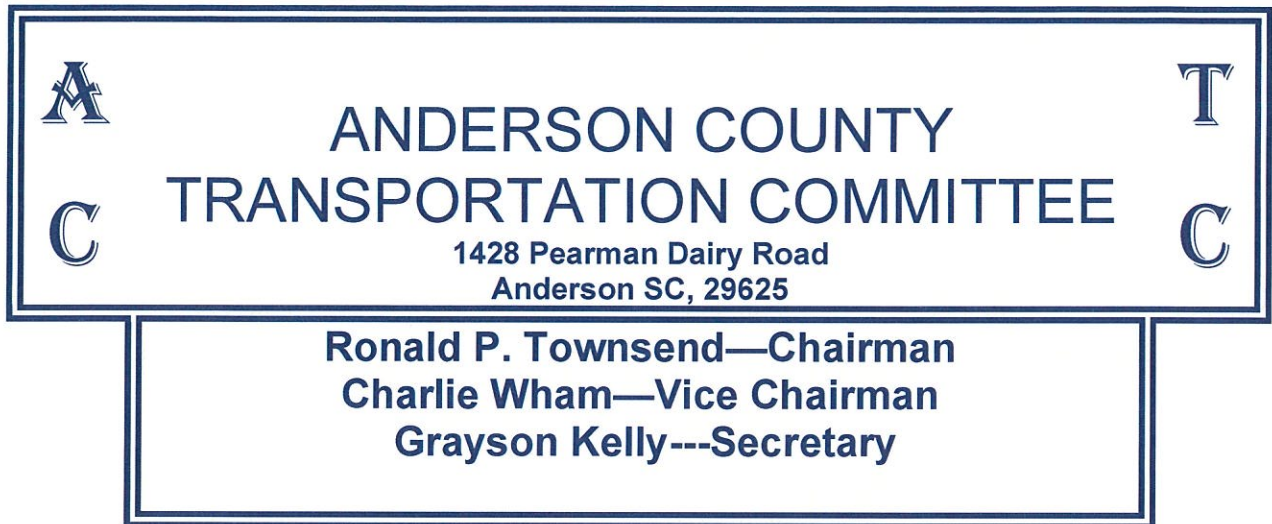 A
T
ANDERSON COUNTY
TRANSPORTATION COMMITTEE
C
C
1428 Pearman Dairy Road
Anderson SC, 29625
Ronald P. Townsend—Chairman
Charlie Wham—Vice Chairman
Grayson Kelly---Secretary